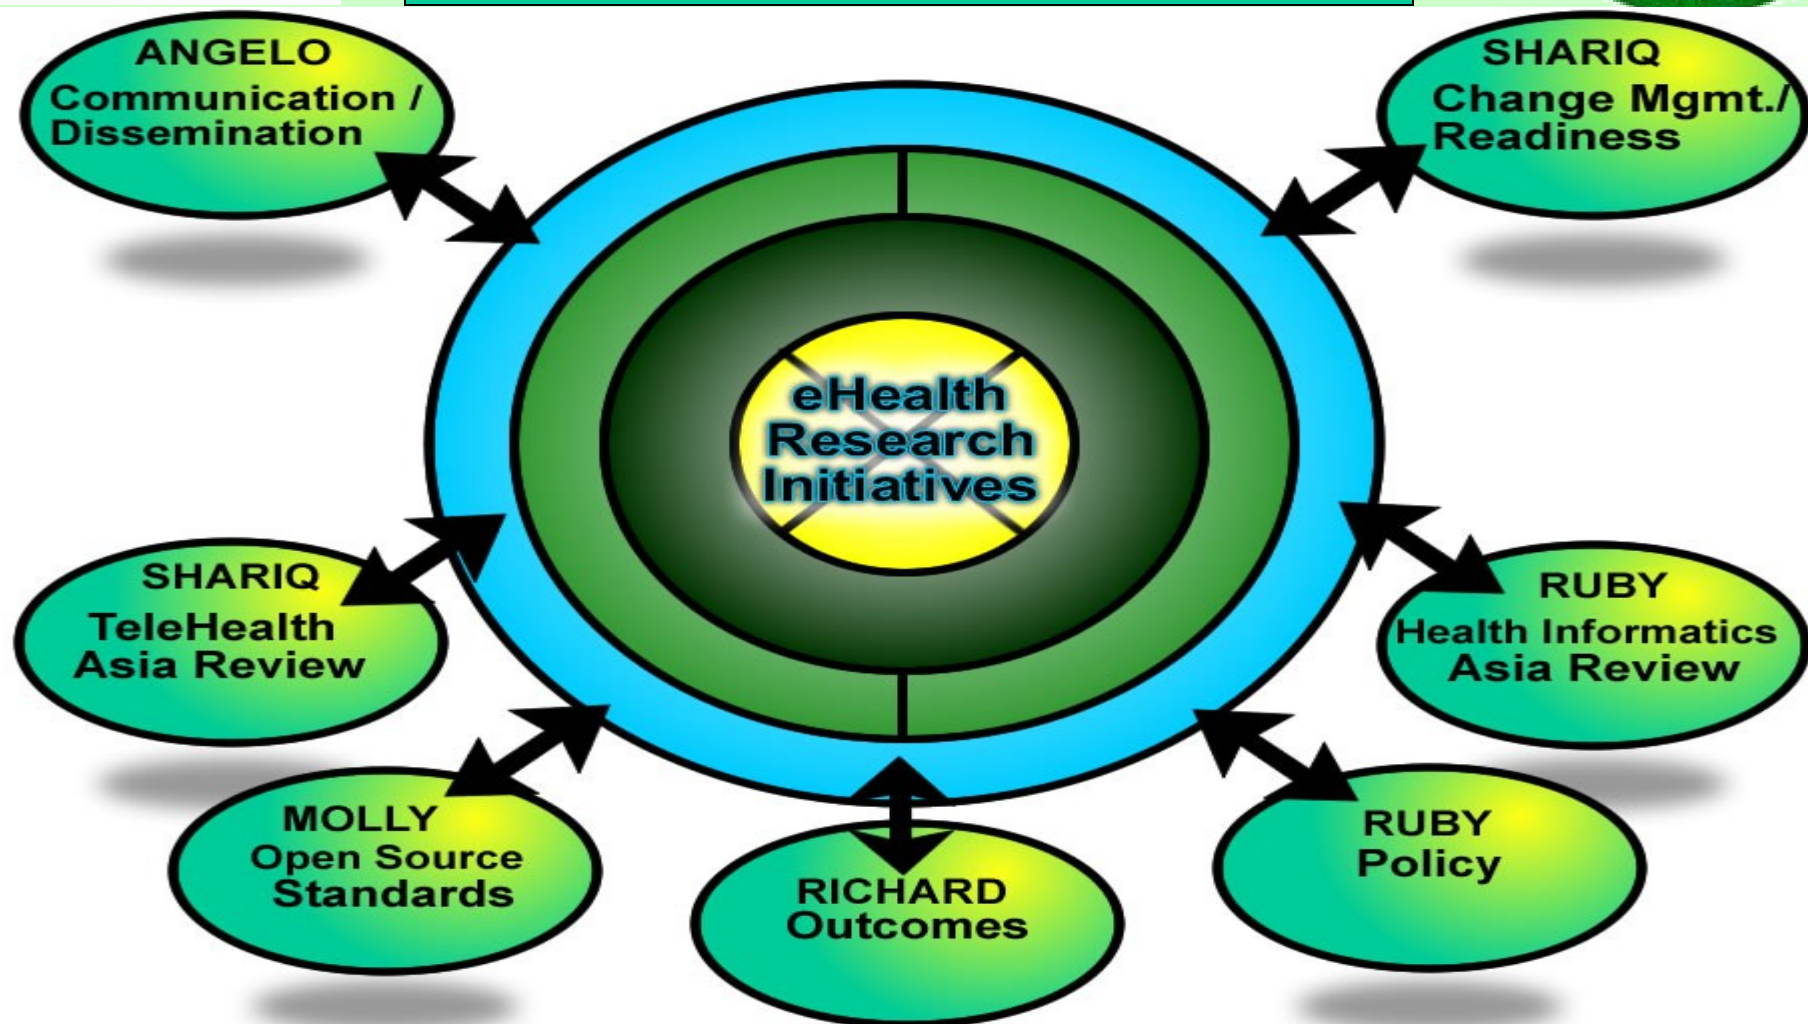 ANGELO
Communication /
Dissemination
SHARIQ
Change Mgmt./
Readiness
eHealth
Research
Initiatives
SHARIQ
TeleHealth
Asia Review
RUBY
Health Informatics
Asia Review
MOLLY
Open Source
Standards
RICHARD
Outcomes
RUBY
Policy